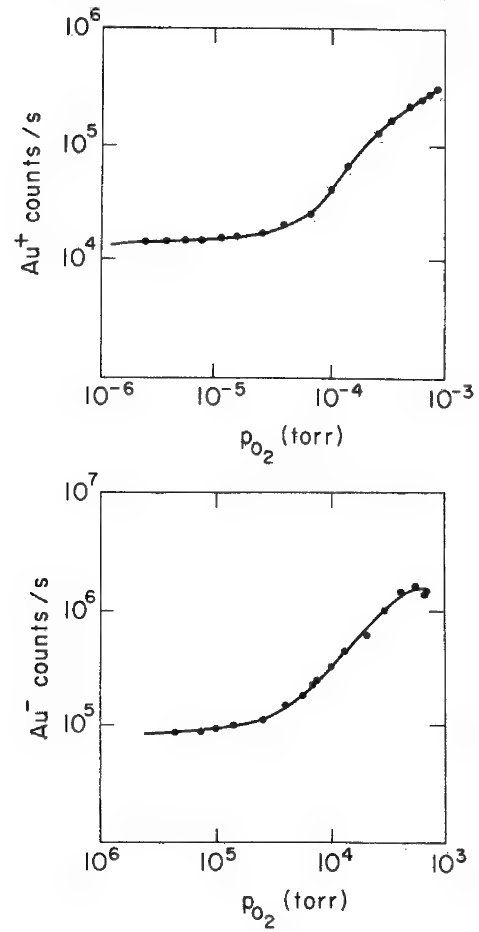 10⁶
10⁵
10⁴
Au⁺ counts/s
10⁻⁶ 10⁻⁵ 10⁻⁴ 10⁻³
pO₂ (torr)
10⁷
10⁶
10⁵
Au⁻ counts/s
10⁶ 10⁵ 10⁴ 10³
pO₂ (torr)